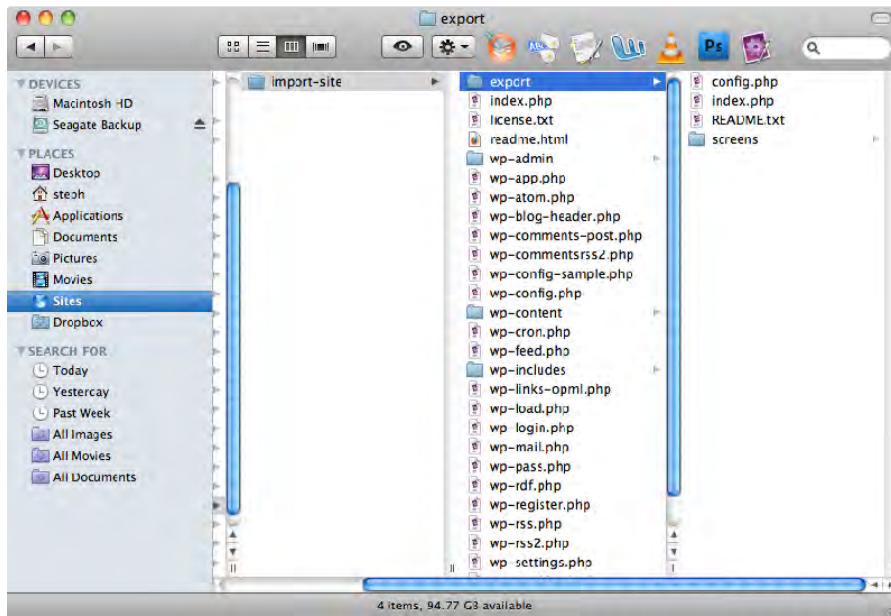 export
Ps
DEVICES
Macintosh HD
Seagate Backup
PLACES
Desktop
steph
Applications
Documents
Pictures
Movies
Sites
Dropbox
SEARCH FOR
Today
Yesterday
Past Week
All Images
All Movies
All Documents
import-site
export
index.php
license.txt
readme.html
wp-admin
wp-app.php
wp-atom.php
wp-blog-header.php
wp-comments-post.php
wp-commentsrss2.php
wp-config-sample.php
wp-config.php
wp-content
wp-cron.php
wp-feed.php
wp-includes
wp-links-opml.php
wp-load.php
wp-login.php
wp-mail.php
wp-pass.php
wp-rdf.php
wp-register.php
wp-rss.php
wp-rss2.php
wp-settings.php
config.php
index.php
README.txt
screens
4 items, 94.77 GB available